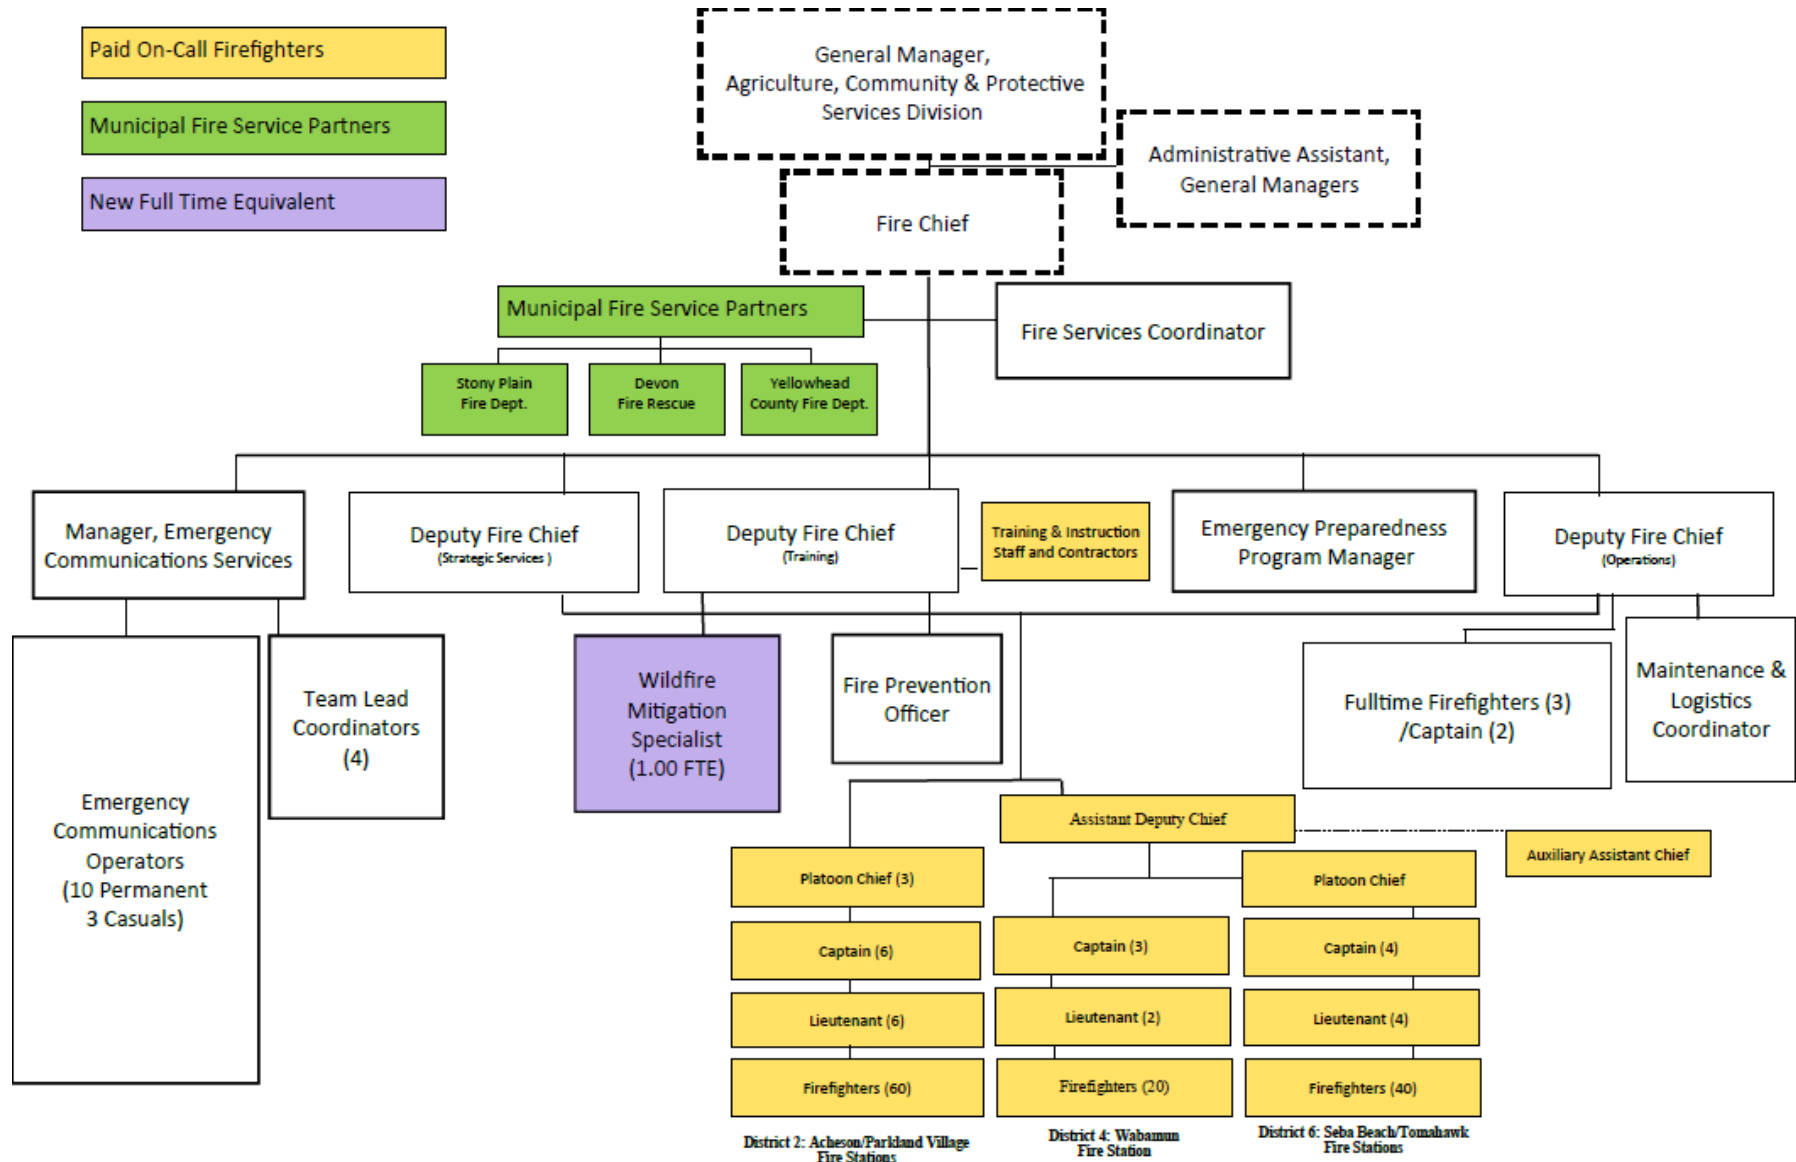 Paid On-Call Firefighters
Municipal Fire Service Partners
New Full Time Equivalent
General Manager,
Agriculture, Community & Protective
Services Division
Administrative Assistant,
General Managers
Fire Chief
Municipal Fire Service Partners
Fire Services Coordinator
Stony Plain
Fire Dept.
Devon
Fire Rescue
Yellowhead
County Fire Dept.
Manager, Emergency
Communications Services
Deputy Fire Chief
(Strategic Services )
Deputy Fire Chief
(Training)
Training & Instruction
Staff and Contractors
Emergency Preparedness
Program Manager
Deputy Fire Chief
(Operations)
Emergency
Communications
Operators
(10 Permanent
3 Casuals)
Team Lead
Coordinators
(4)
Wildfire
Mitigation
Specialist
(1.00 FTE)
Fire Prevention
Officer
Fulltime Firefighters (3)
/Captain (2)
Maintenance &
Logistics
Coordinator
Assistant Deputy Chief
Auxiliary Assistant Chief
Platoon Chief (3)
Captain (6)
Lieutenant (6)
Firefighters (60)
District 2: Acheson/Parkland Village
Fire Stations
Captain (3)
Lieutenant (2)
Firefighters (20)
District 4: Wabamun
Fire Station
Platoon Chief
Captain (4)
Lieutenant (4)
Firefighters (40)
District 6: Seba Beach/Tomahawk
Fire Stations